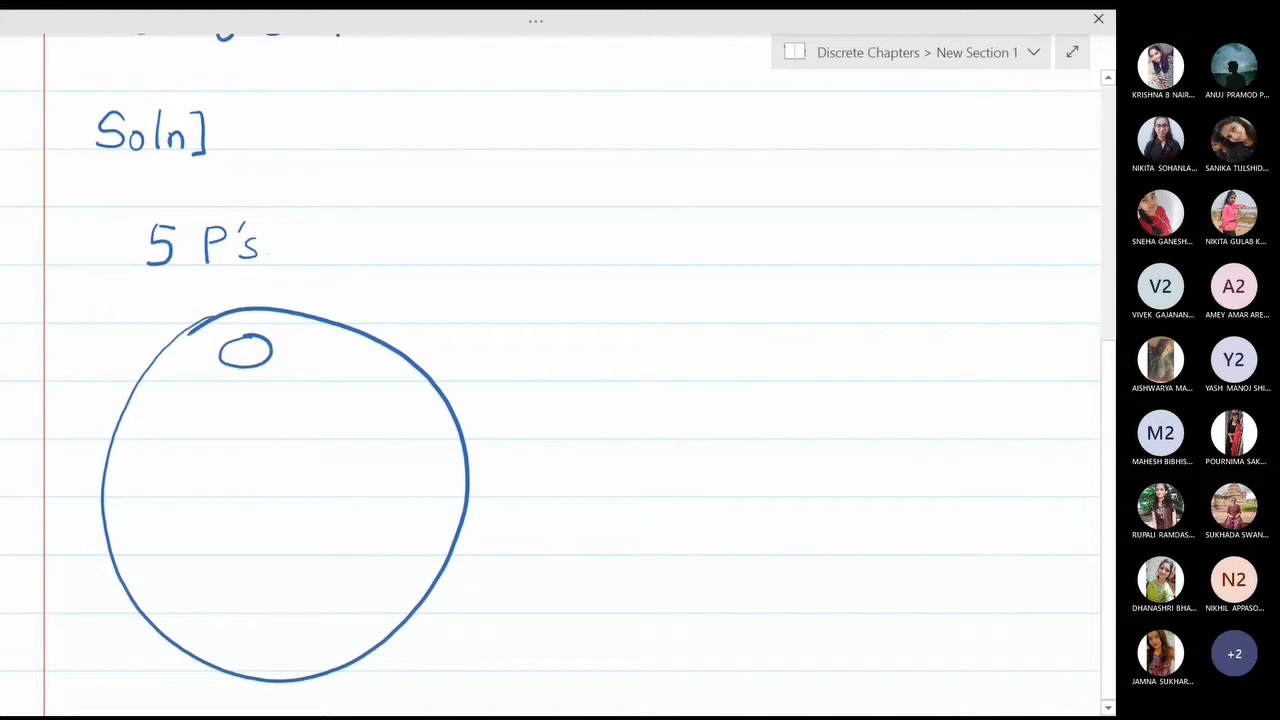 Discrete Chapters > New Section 1
Soln]
5 P's
KRISHNA B NAIR...
ANUJ PRAMOD P...
NIKITA SOHANLA...
SANIKA TULSHID...
SNEHA GANESH...
NIKITA GULAB K...
V2
A2
VIVEK GAJANAN...
AMEY AMAR ARE...
Y2
AISHWARYA MA...
YASH MANOJ SHI...
M2
MAHESH BIBHIS...
POURNIMA SAK...
RUPALI RAMDAS...
SUKHADA SWAN...
N2
DHANASHRI BHA...
NIKHIL APPASO...
+2
JAMNA SUKHAR...